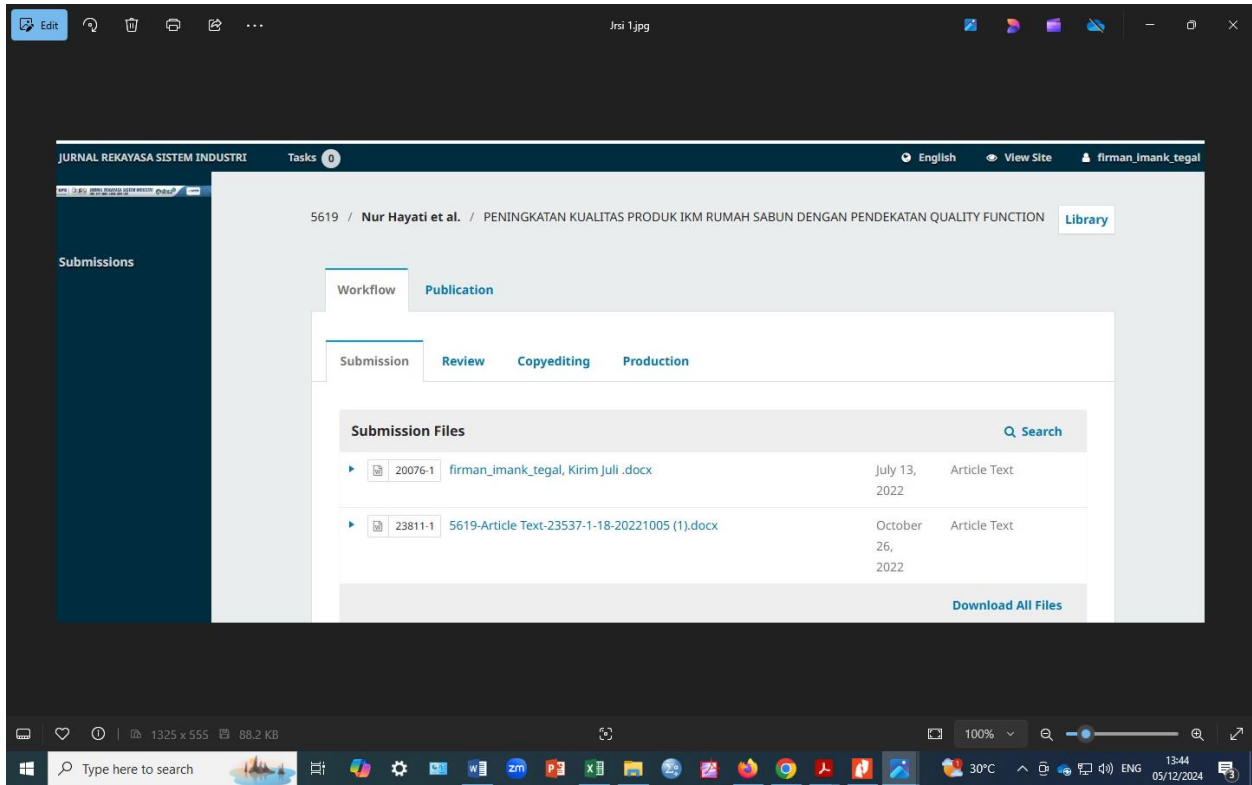 Edit
Jrsi 1.jpg
JURNAL REKAYASA SISTEM INDUSTRI Tasks 0 English View Site firman_imank_tegal
5619 / Nur Hayati et al. / PENINGKATAN KUALITAS PRODUK IKM RUMAH SABUN DENGAN PENDEKATAN QUALITY FUNCTION Library
Submissions
Workflow Publication
Submission Review Copyediting Production
Submission Files Search
20076-1 firman_imank_tegal, Kirim Juli .docx July 13, Article Text
2022
23811-1 5619-Article Text-23537-1-18-20221005 (1).docx October Article Text
26,
2022
Download All Files
1325 x 555 88.2 KB 100%
Type here to search 30°C ENG 13:44
05/12/2024 3